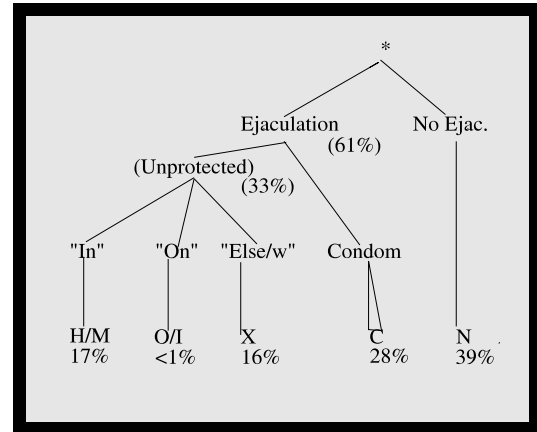 *
Ejaculation No Ejac.
(61%)
(Unprotected)
(33%)
"In" "On" "Else/w" Condom
H/M O/I X C N
17% <1% 16% 28% 39%